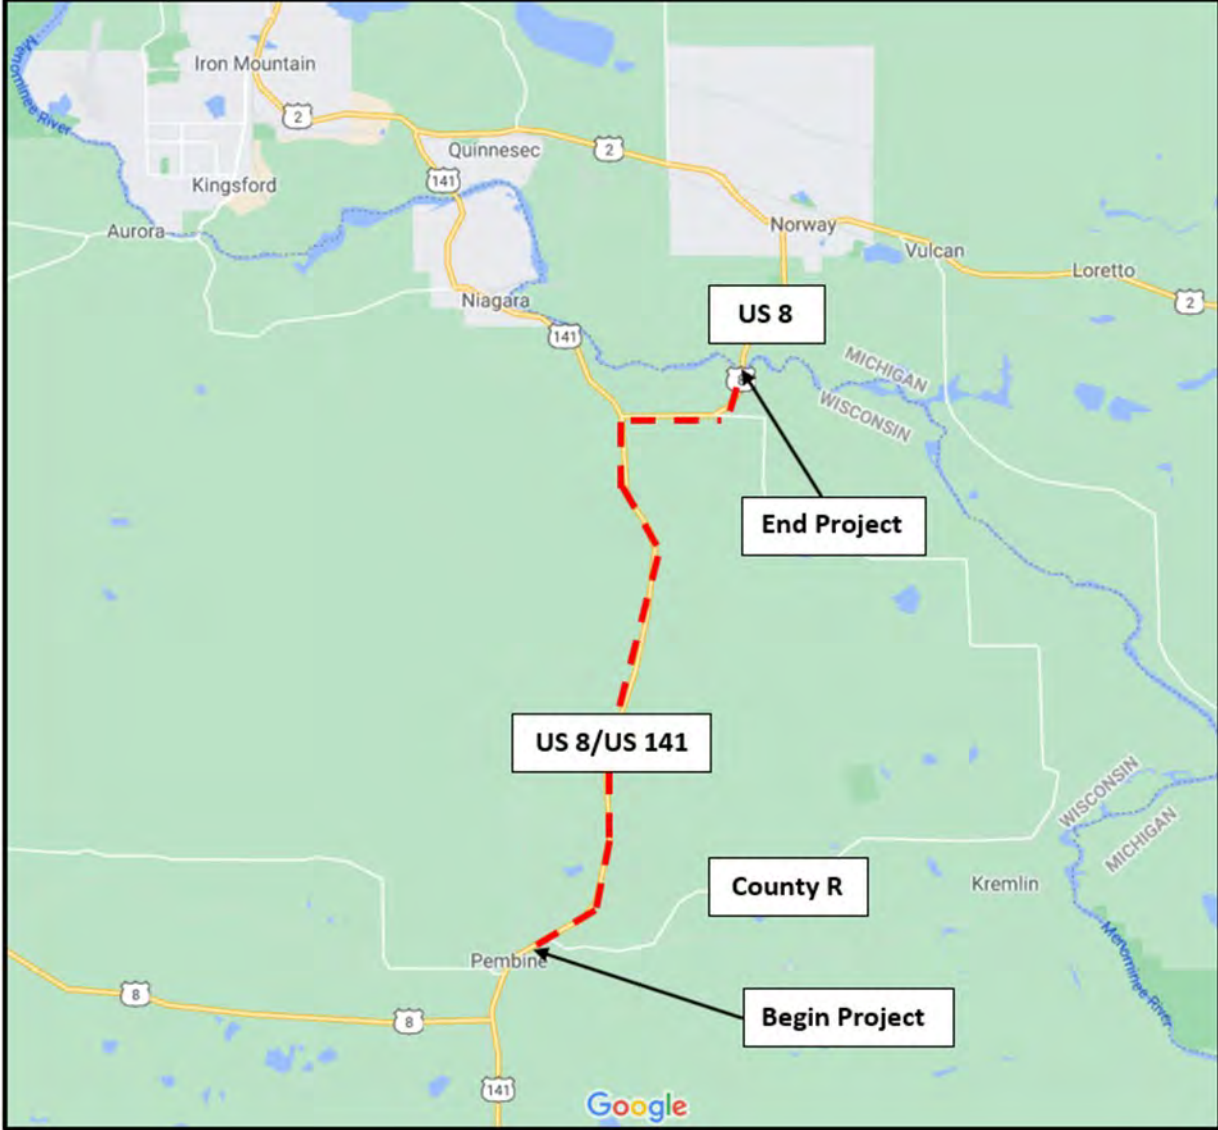 Menominee River
Iron Mountain
2
Quinnesec
2
141
Kingsford
Norway
Aurora
Vulcan
Loretto
2
Niagara
US 8
141
MICHIGAN
8
WISCONSIN
End Project
US 8/US 141
WISCONSIN
MICHIGAN
County R
Kremlin
Menominee River
Pembine
8
8
Begin Project
141
Google